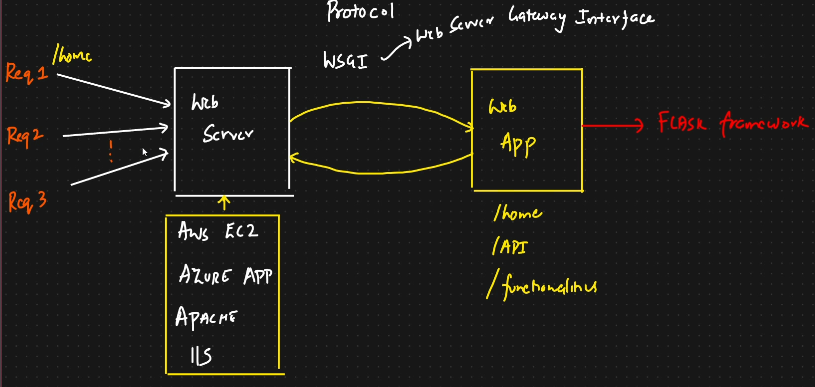 Protocol
WSGI → Web Server Gateway Interface
/home
Req 1
Req 2
Req 3
Web
Server
Web
App
FLASK framework
AWS EC2
AZURE APP
APACHE
IIS
/home
/API
/functionalities